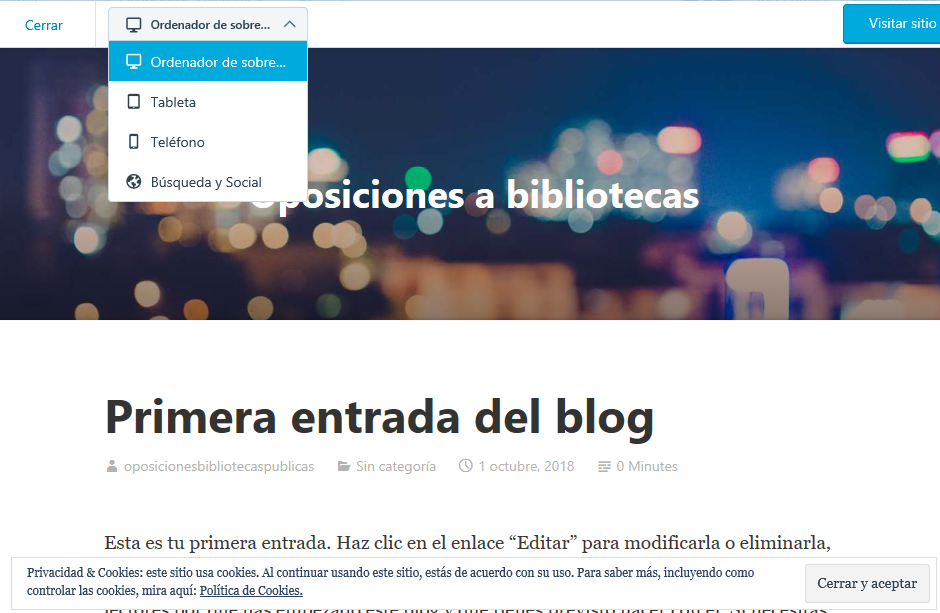 Cerrar
Ordenador de sobre...
Visitar sitio
Ordenador de sobre...
Tableta
Teléfono
Búsqueda y Social
oposiciones a bibliotecas
Primera entrada del blog
oposicionesbibliotecaspublicas Sin categoría 1 octubre, 2018 0 Minutes
Esta es tu primera entrada. Haz clic en el enlace “Editar” para modificarla o eliminarla,
Privacidad & Cookies: este sitio usa cookies. Al continuar usando este sitio, estás de acuerdo con su uso. Para saber más, incluyendo como
controlar las cookies, mira aquí: Política de Cookies.
Cerrar y aceptar